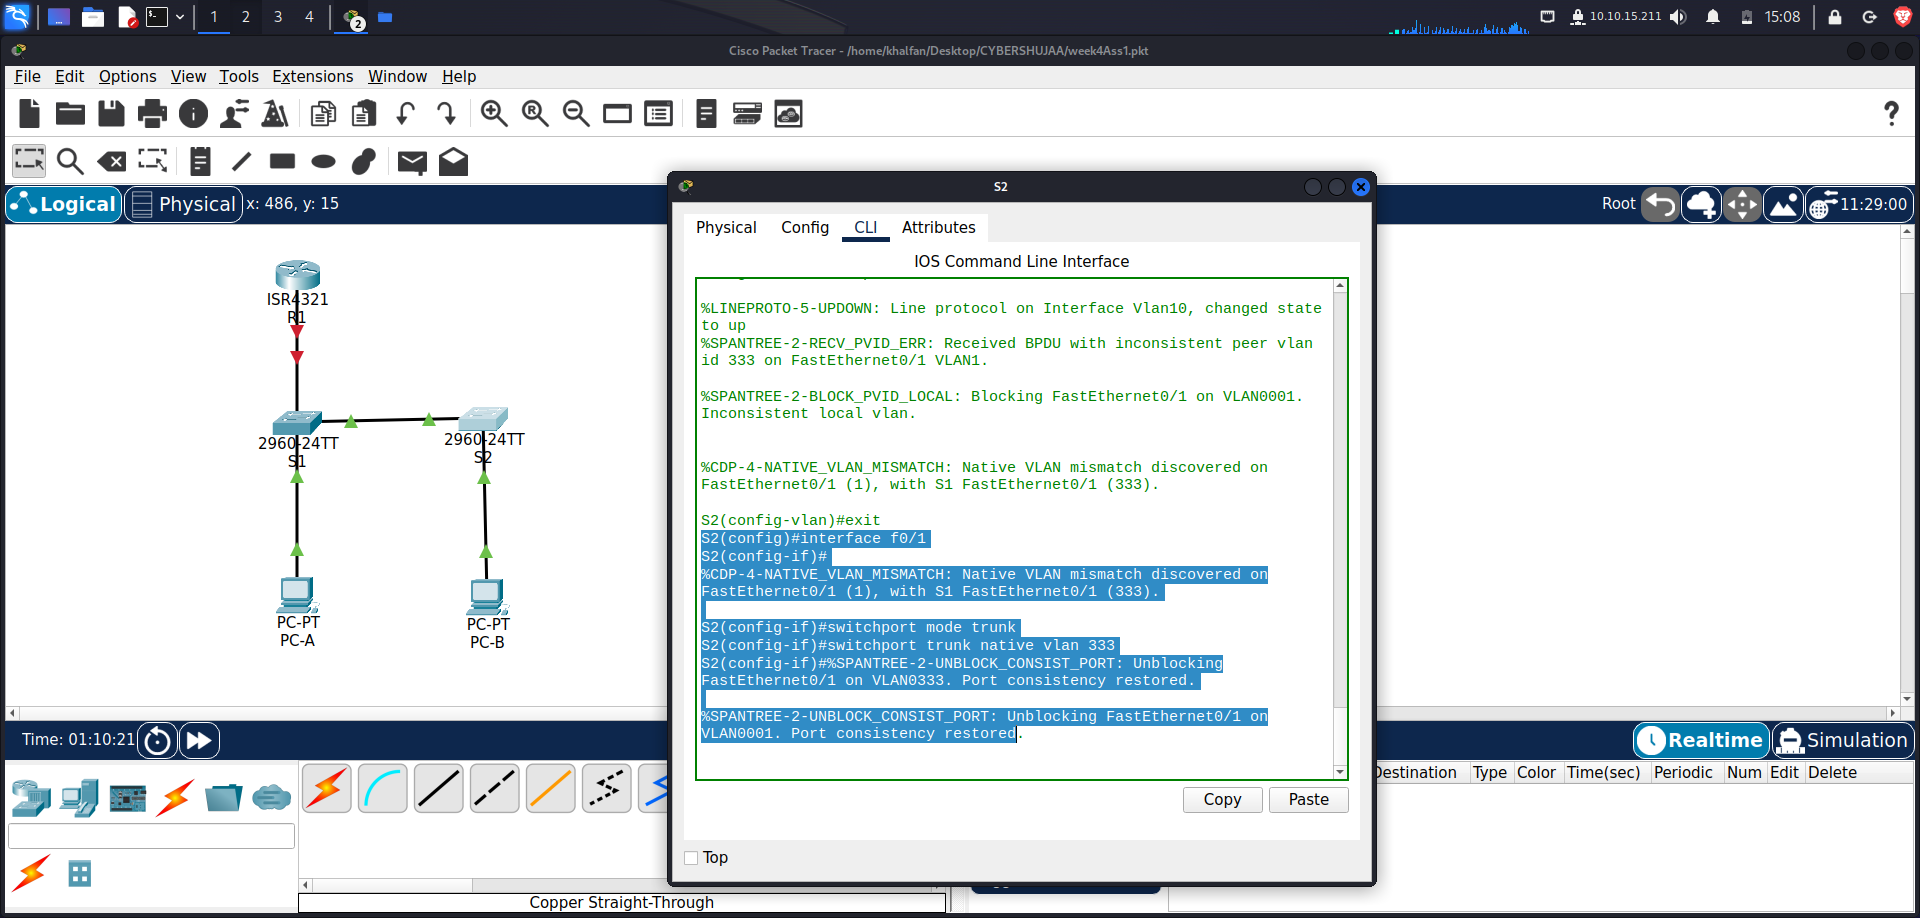 1 2 3 4
2
10.10.15.211
15:08
Cisco Packet Tracer - /home/khalfan/Desktop/CYBERSHUJAA/week4Ass1.pkt
File Edit Options View Tools Extensions Window Help
?
Logical Physical x: 486, y: 15
Root 11:29:00
ISR4321
R1
2960-24TT
S1
2960-24TT
S2
PC-PT
PC-A
PC-PT
PC-B
S2
Physical Config CLI Attributes
IOS Command Line Interface
%LINEPROTO-5-UPDOWN: Line protocol on Interface Vlan10, changed state
to up
%SPANTREE-2-RECV_PVID_ERR: Received BPDU with inconsistent peer vlan
id 333 on FastEthernet0/1 VLAN1.
%SPANTREE-2-BLOCK_PVID_LOCAL: Blocking FastEthernet0/1 on VLAN0001.
Inconsistent local vlan.
%CDP-4-NATIVE_VLAN_MISMATCH: Native VLAN mismatch discovered on
FastEthernet0/1 (1), with S1 FastEthernet0/1 (333).
S2(config-vlan)#exit
S2(config)#interface f0/1
S2(config-if)#
%CDP-4-NATIVE_VLAN_MISMATCH: Native VLAN mismatch discovered on
FastEthernet0/1 (1), with S1 FastEthernet0/1 (333).
S2(config-if)#switchport mode trunk
S2(config-if)#switchport trunk native vlan 333
S2(config-if)#%SPANTREE-2-UNBLOCK_CONSIST_PORT: Unblocking
FastEthernet0/1 on VLAN0333. Port consistency restored.
%SPANTREE-2-UNBLOCK_CONSIST_PORT: Unblocking FastEthernet0/1 on
VLAN0001. Port consistency restored.
Copy Paste
Top
Time: 01:10:21
Realtime Simulation
Destination Type Color Time(sec) Periodic Num Edit Delete
Copper Straight-Through